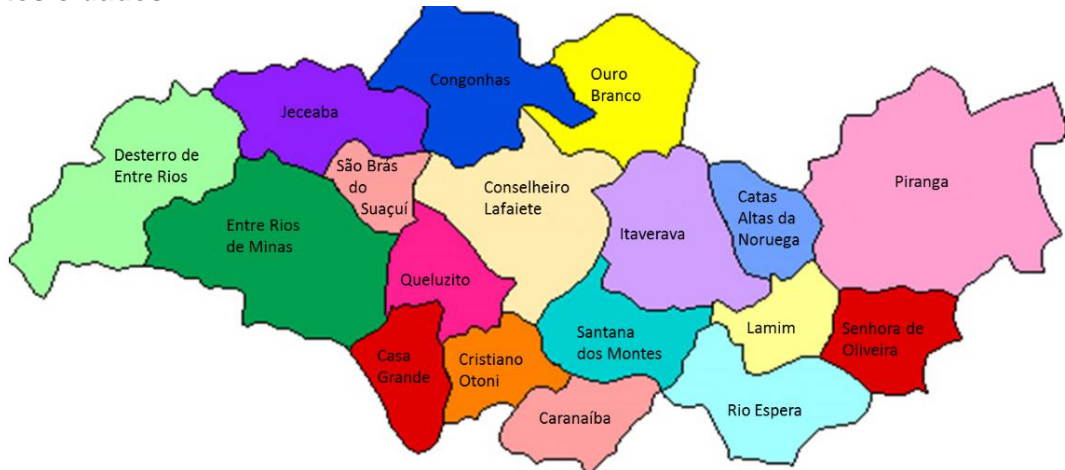 Congonhas
Ouro
Branco
Jeceaba
Desterro de
Entre Rios
São Brás
do
Suaçuí
Conselheiro
Lafaiete
Catas
Altas da
Noruega
Piranga
Entre Rios
de Minas
Itaverava
Queluzito
Casa
Grande
Cristiano
Otoni
Santana
dos Montes
Lamim
Senhora de
Oliveira
Caranaíba
Rio Espera